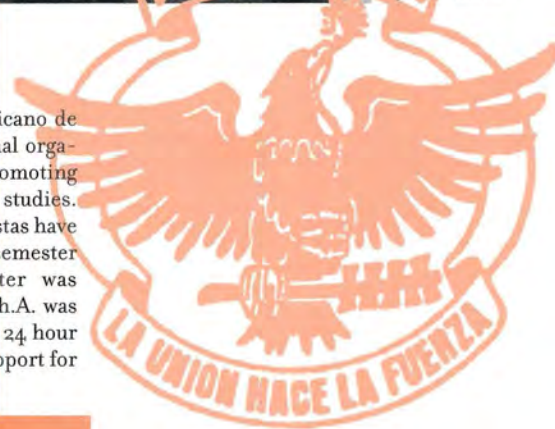 icano de
al orga-
omoting
studies.
stas have
emester
ter was
h.A. was
24 hour
pport for
LA UNION HACE LA FUERZA